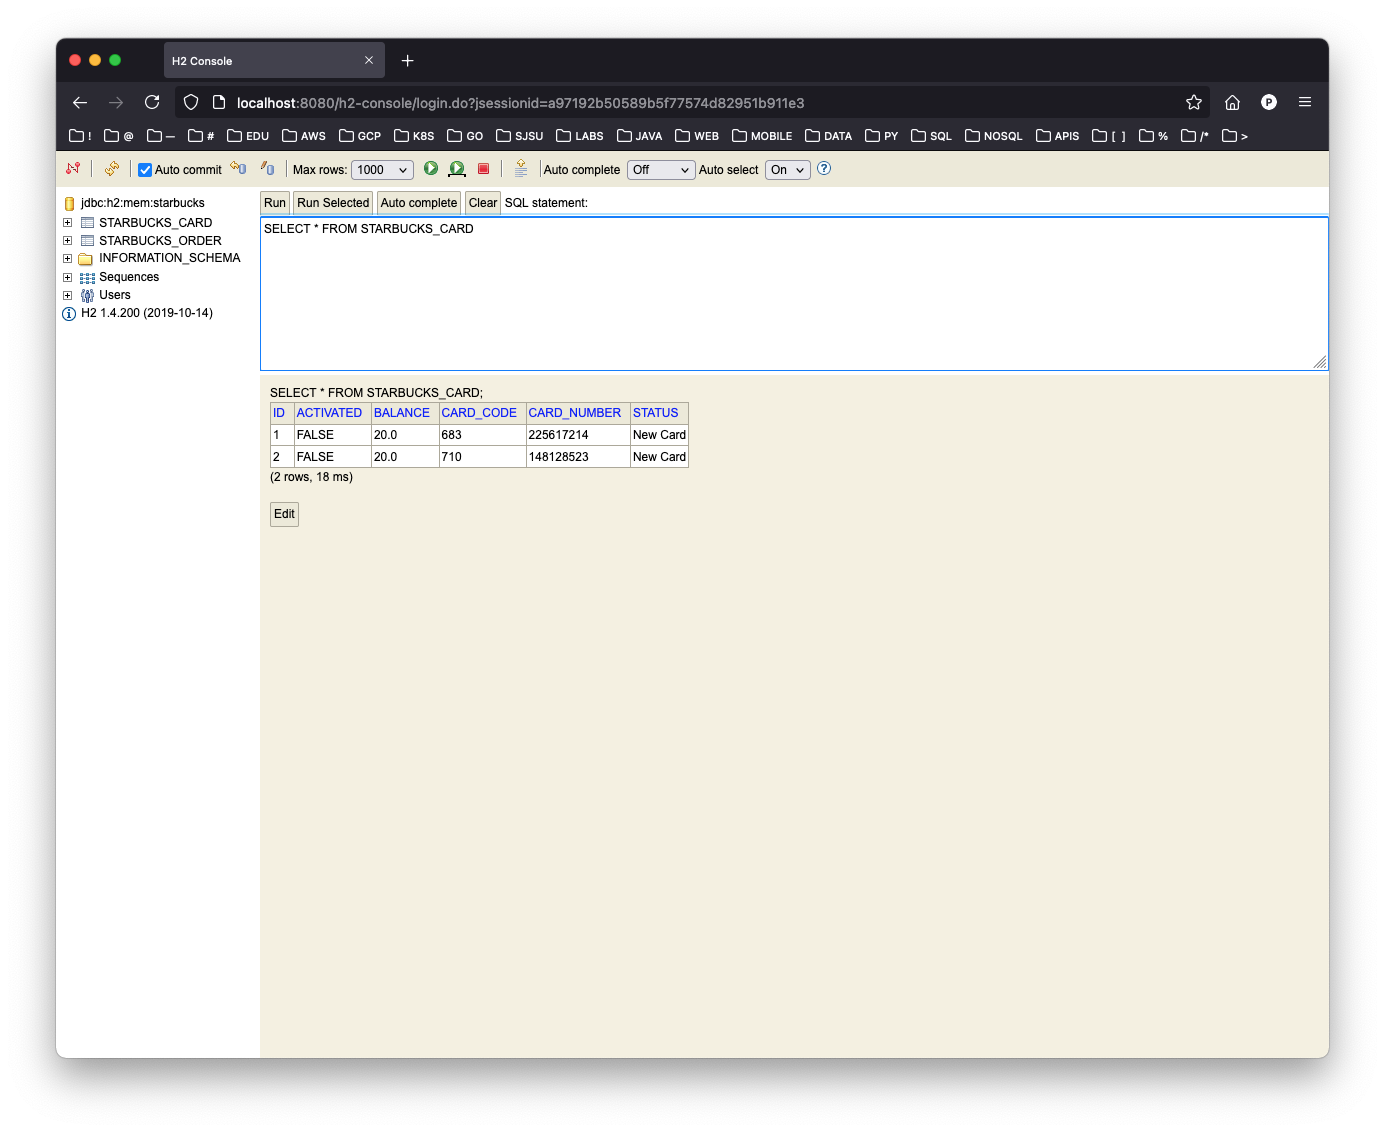 H2 Console
localhost:8080/h2-console/login.do?jsessionid=a97192b50589b5f77574d82951b911e3
P
! @ — # EDU AWS GCP K8S GO SJSU LABS JAVA WEB MOBILE DATA PY SQL NOSQL APIS [ ] % /* >
Auto commit Max rows: 1000 Auto complete Off Auto select On ?
jdbc:h2:mem:starbucks
STARBUCKS_CARD
STARBUCKS_ORDER
INFORMATION_SCHEMA
Sequences
Users
H2 1.4.200 (2019-10-14)
Run Run Selected Auto complete Clear SQL statement:
SELECT * FROM STARBUCKS_CARD
SELECT * FROM STARBUCKS_CARD;
ID ACTIVATED BALANCE CARD_CODE CARD_NUMBER STATUS
1 FALSE 20.0 683 225617214 New Card
2 FALSE 20.0 710 148128523 New Card
(2 rows, 18 ms)
Edit